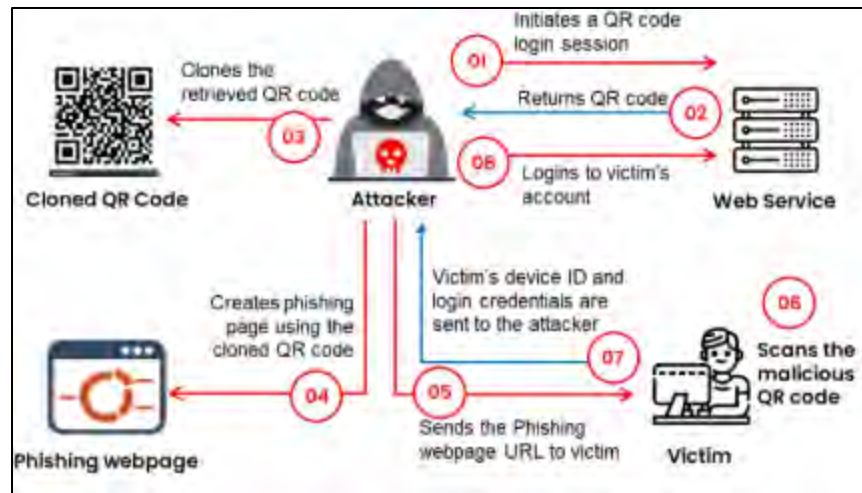 Initiates a QR code
login session
01
Clones the
retrieved QR code
03
Returns QR code
02
08
Logins to victim's
account
Cloned QR Code
Attacker
Web Service
Creates phishing
page using the
cloned QR code
04
Victim's device ID and
login credentials are
sent to the attacker
07
06
Scans the
malicious
QR code
05
Sends the Phishing
webpage URL to victim
Phishing webpage
Victim